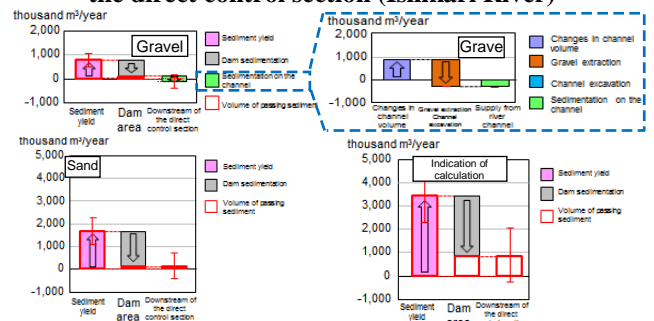 the direct control section (Ishikari River)
thousand m³/year
2,000
1,000
0
-1,000
Gravel
Sediment yield
Dam area
Downstream of the direct control section
Sediment yield
Dam sedimentation
Sedimentation on the channel
Volume of passing sediment
thousand m³/year
2,000
1,000
0
-1,000
Grave
Changes in channel volume
Gravel extraction Channel excavation
Supply from river channel
Changes in channel volume
Gravel extraction
Channel excavation
Sedimentation on the channel
thousand m³/year
5,000
4,000
3,000
2,000
1,000
0
-1,000
Sand
Sediment yield
Dam area
Downstream of the direct control section
Sediment yield
Dam sedimentation
Volume of passing sediment
thousand m³/year
5,000
4,000
3,000
2,000
1,000
0
-1,000
Indication of calculation
Sediment yield
Dam
Downstream of the direct
Sediment yield
Dam sedimentation
Volume of passing sediment